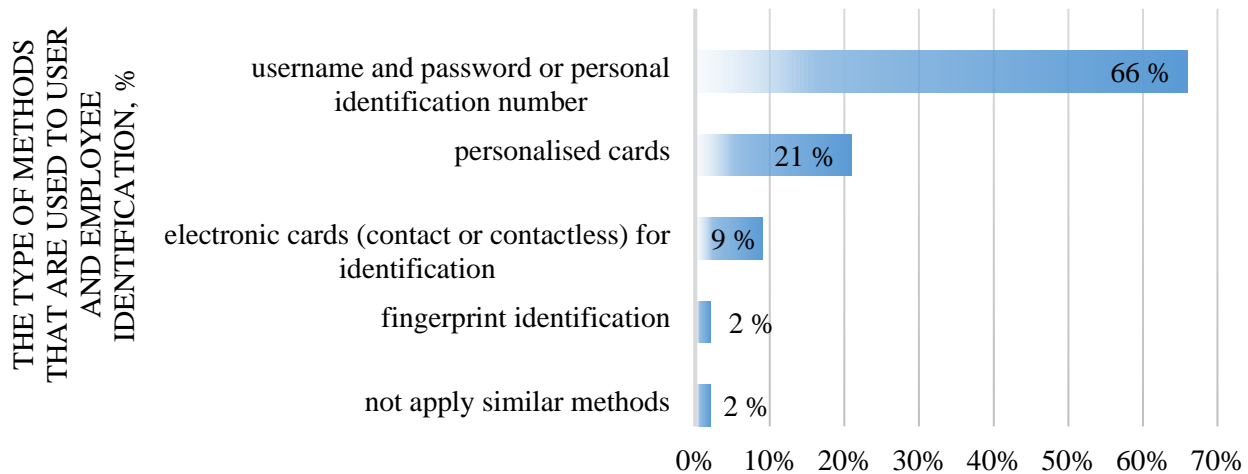 THE TYPE OF METHODS
THAT ARE USED TO USER
AND EMPLOYEE
IDENTIFICATION, %
username and password or personal
identification number
66 %
personalised cards
21 %
electronic cards (contact or contactless) for
identification
9 %
fingerprint identification
2 %
not apply similar methods
2 %
0% 10% 20% 30% 40% 50% 60% 70%